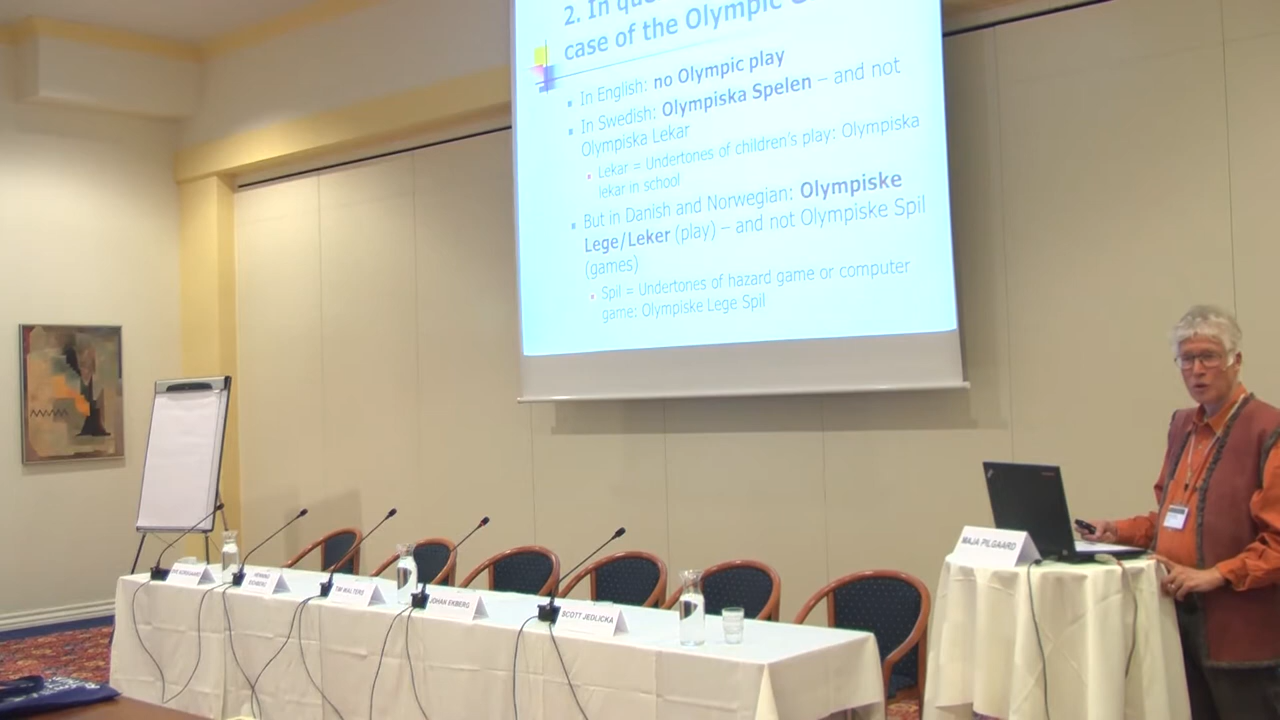 2. In
case of the Olympic
In English: no Olympic play
In Swedish: Olympiska Spelen – and not
Olympiska Lekar
Lekar = Undertones of children's play: Olympiska
lekar in school
But in Danish and Norwegian: Olympiske
Lege/Leker (play) – and not Olympiske Spil
(games)
Spil = Undertones of hazard game or computer
game: Olympiske Lege Spil
MAJA PILGAARD
TIM WALTERS
JOHAN EKBERG
SCOTT JEDLICKA